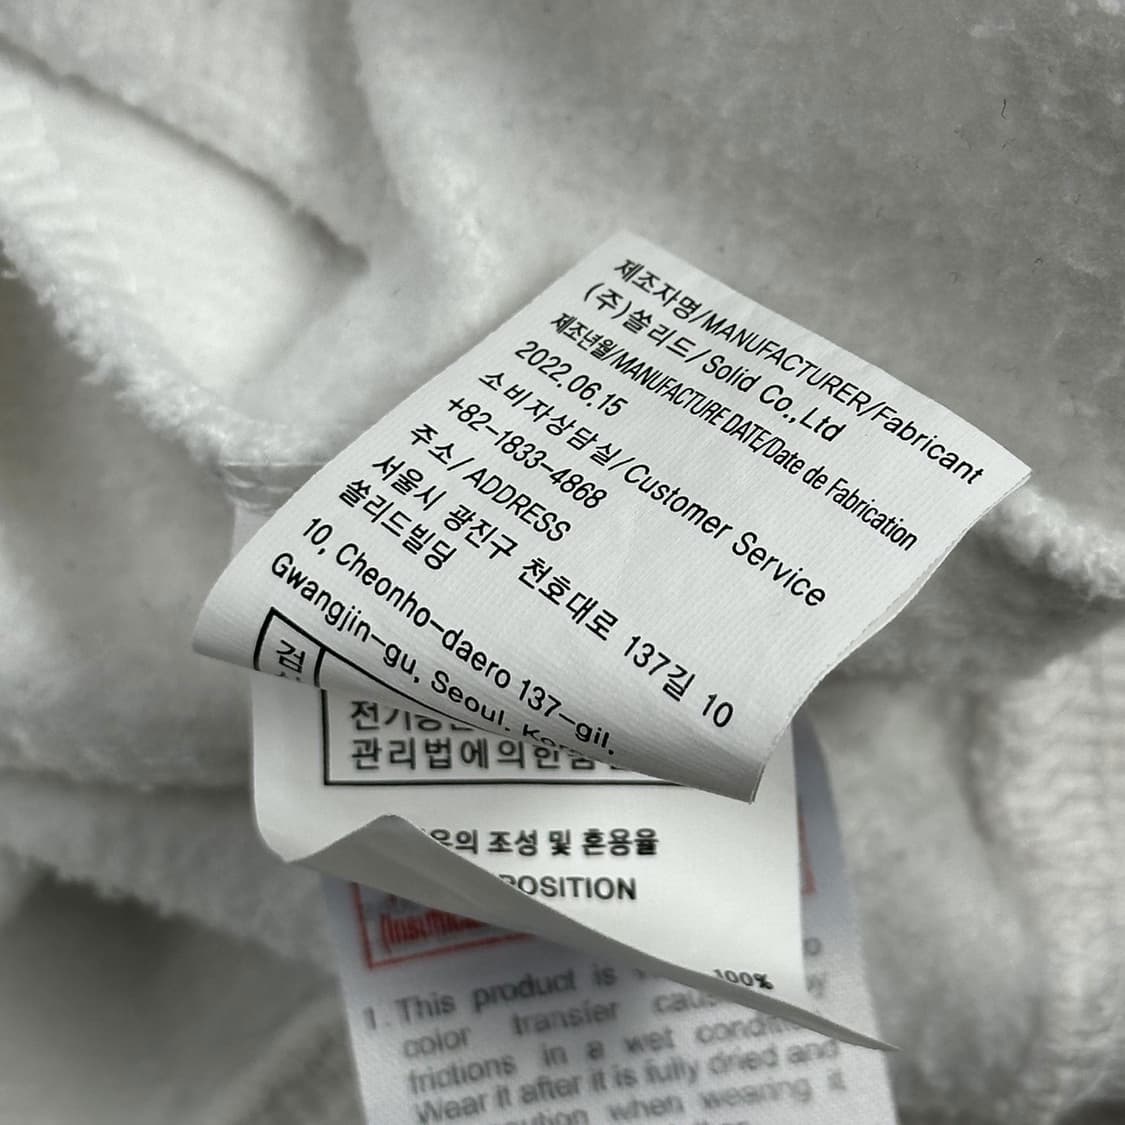 제조자명/MANUFACTURER/Fabricant
(주)쏠리드/Solid Co.,Ltd
제조년월/MANUFACTURE DATE/Date de Fabrication
2022.06.15
소비자상담실/Customer Service
+82-1833-4868
주소/ADDRESS
서울시 광진구 천호대로 137길 10
쏠리드빌딩
10, Cheonho-daero 137-gil,
Gwangjin-gu, Seoul,
검
관리법에의한
조성 및 혼용율
100%
1. This product is
color transfer
frictions in a wet
Wear it after it is fully dried and
when wearing it